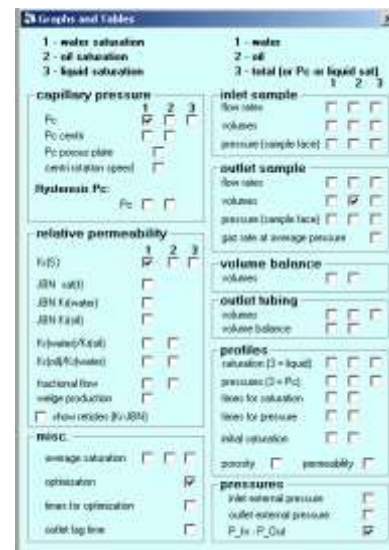 Graphs and Tables
1 - water saturation
2 - oil saturation
3 - liquid saturation
capillary pressure
1 2 3
Pc
Pc centri
Pc porous plate
centri rotation speed
Hysteresis Pc:
Pc
relative permeability
1 2 3
Kr(S)
JBN sat(t)
JBN Kr(water)
JBN Kr(oil)
Kr(water)/Kr(oil)
Kr(oil)/Kr(water)
fractional flow
welge production
show reticles (Kr-JBN)
misc.
average saturation
optimization
times for optimization
outlet lag time
1 - water
2 - oil
3 - total (or Pc or liquid sat)
1 2 3
inlet sample
flow rates
volumes
pressure (sample face)
outlet sample
flow rates
volumes
pressure (sample face)
gas rate at average pressure
volume balance
volumes
outlet tubing
volumes
volume balance
profiles
saturation (3 = liquid)
pressures (3 = Pc)
times for saturation
times for pressure
initial saturation
porosity permeability
pressures
inlet external pressure
outlet external pressure
P_In - P_Out